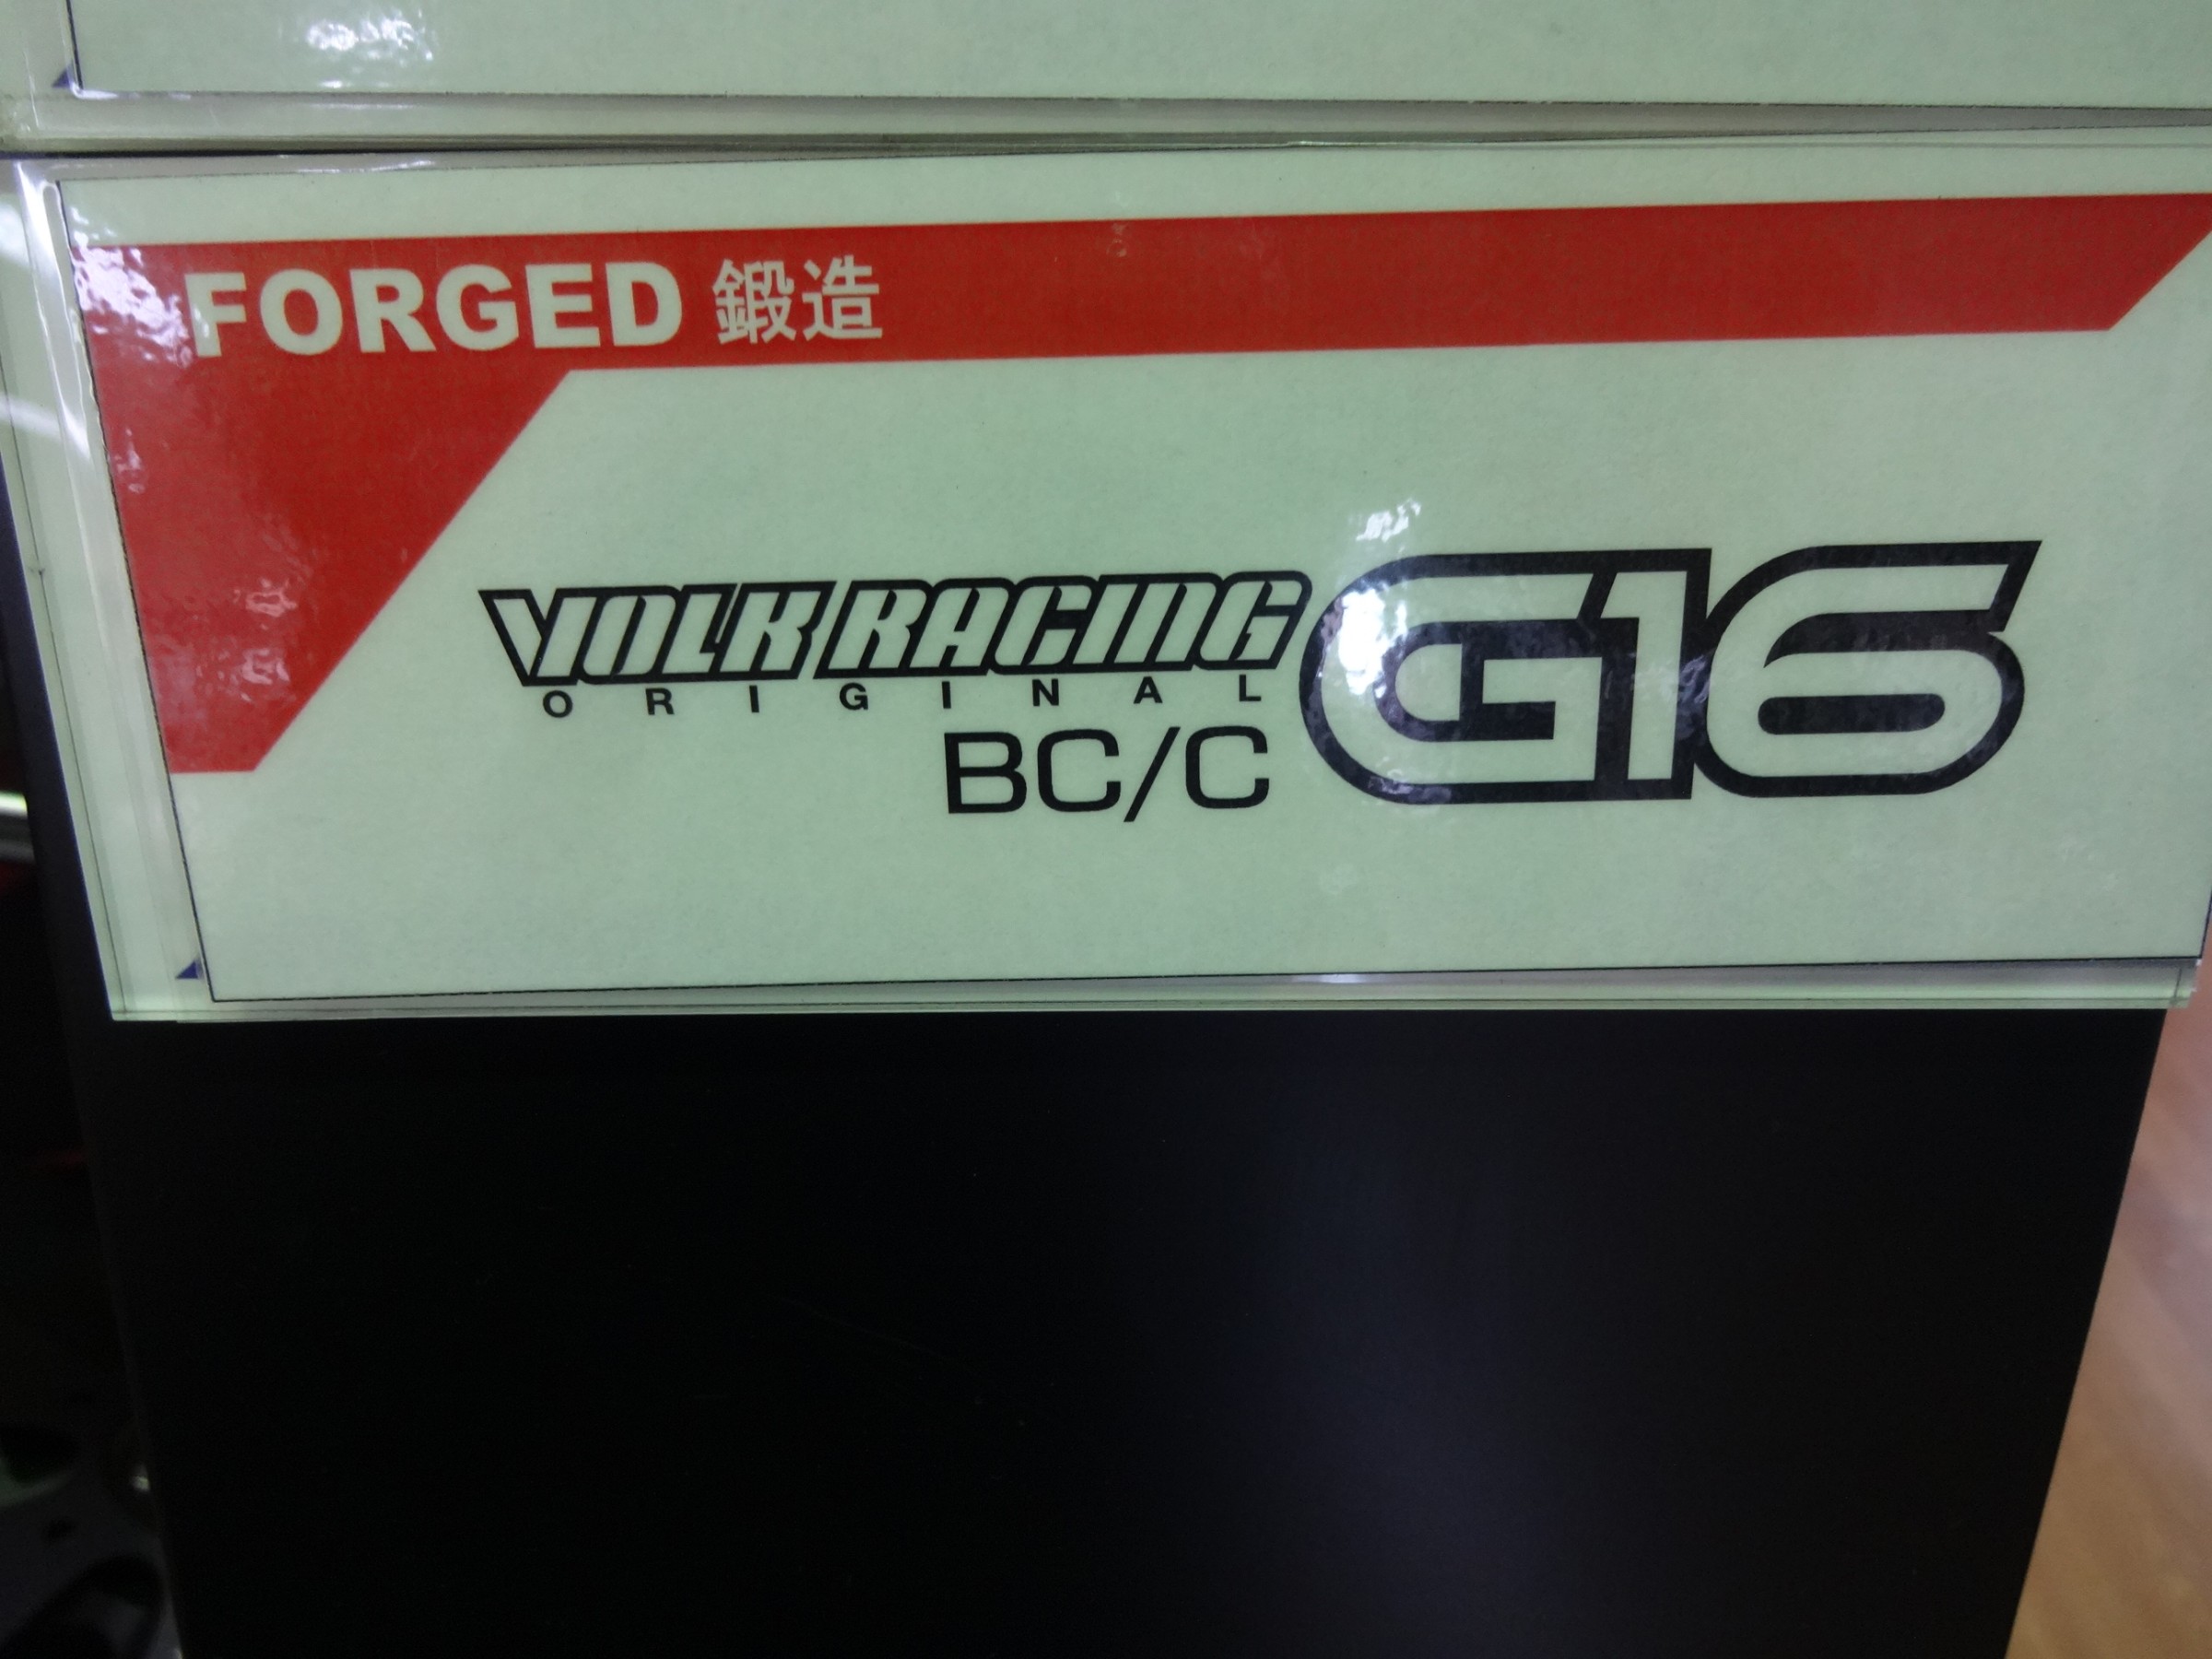 FORGED 鍛造
VOLK RACING G16
ORIGINAL
BC/C